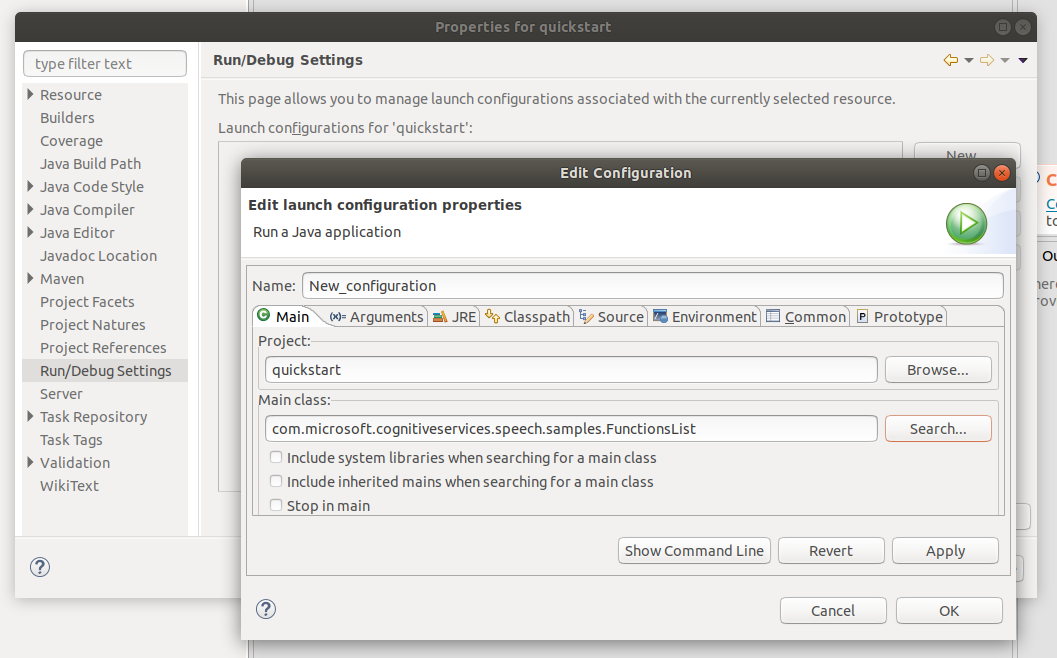 Properties for quickstart
type filter text
Run/Debug Settings
Resource
Builders
Coverage
Java Build Path
Java Code Style
Java Compiler
Java Editor
Javadoc Location
Maven
Project Facets
Project Natures
Project References
Run/Debug Settings
Server
Task Repository
Task Tags
Validation
WikiText
This page allows you to manage launch configurations associated with the currently selected resource.
Launch configurations for 'quickstart':
New...
Edit Configuration
Edit launch configuration properties
Run a Java application
Name: New_configuration
Main (x)= Arguments JRE Classpath Source Environment Common Prototype
Project:
quickstart Browse...
Main class:
com.microsoft.cognitiveservices.speech.samples.FunctionsList Search...
Include system libraries when searching for a main class
Include inherited mains when searching for a main class
Stop in main
Show Command Line Revert Apply
Cancel OK